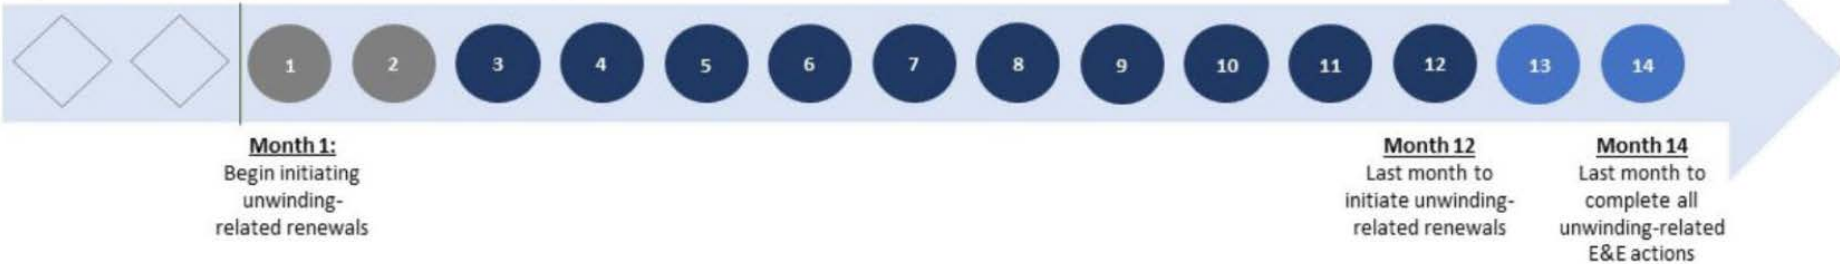 1 2 3 4 5 6 7 8 9 10 11 12 13 14
Month 1:
Begin initiating
unwinding-
related renewals
Month 12
Last month to
initiate unwinding-
related renewals
Month 14
Last month to
complete all
unwinding-related
E&E actions